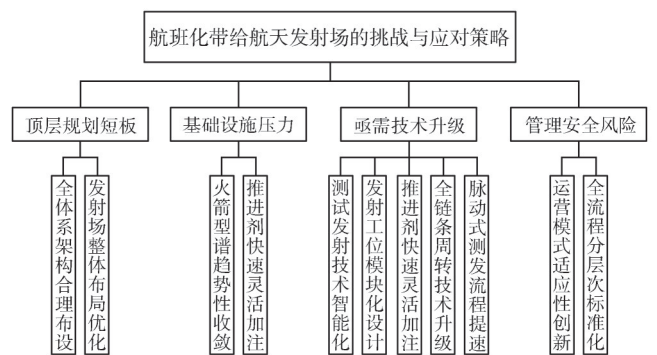 航班化带给航天发射场的挑战与应对策略
顶层规划短板
基础设施压力
亟需技术升级
管理安全风险
全体系架构合理布设
发射场整体布局优化
火箭型谱趋势性收敛
推进剂快速灵活加注
测试发射技术智能化
发射工位模块化设计
推进剂快速灵活加注
全链条周转技术升级
脉动式测发流程提速
运营模式适应性创新
全流程分层次标准化